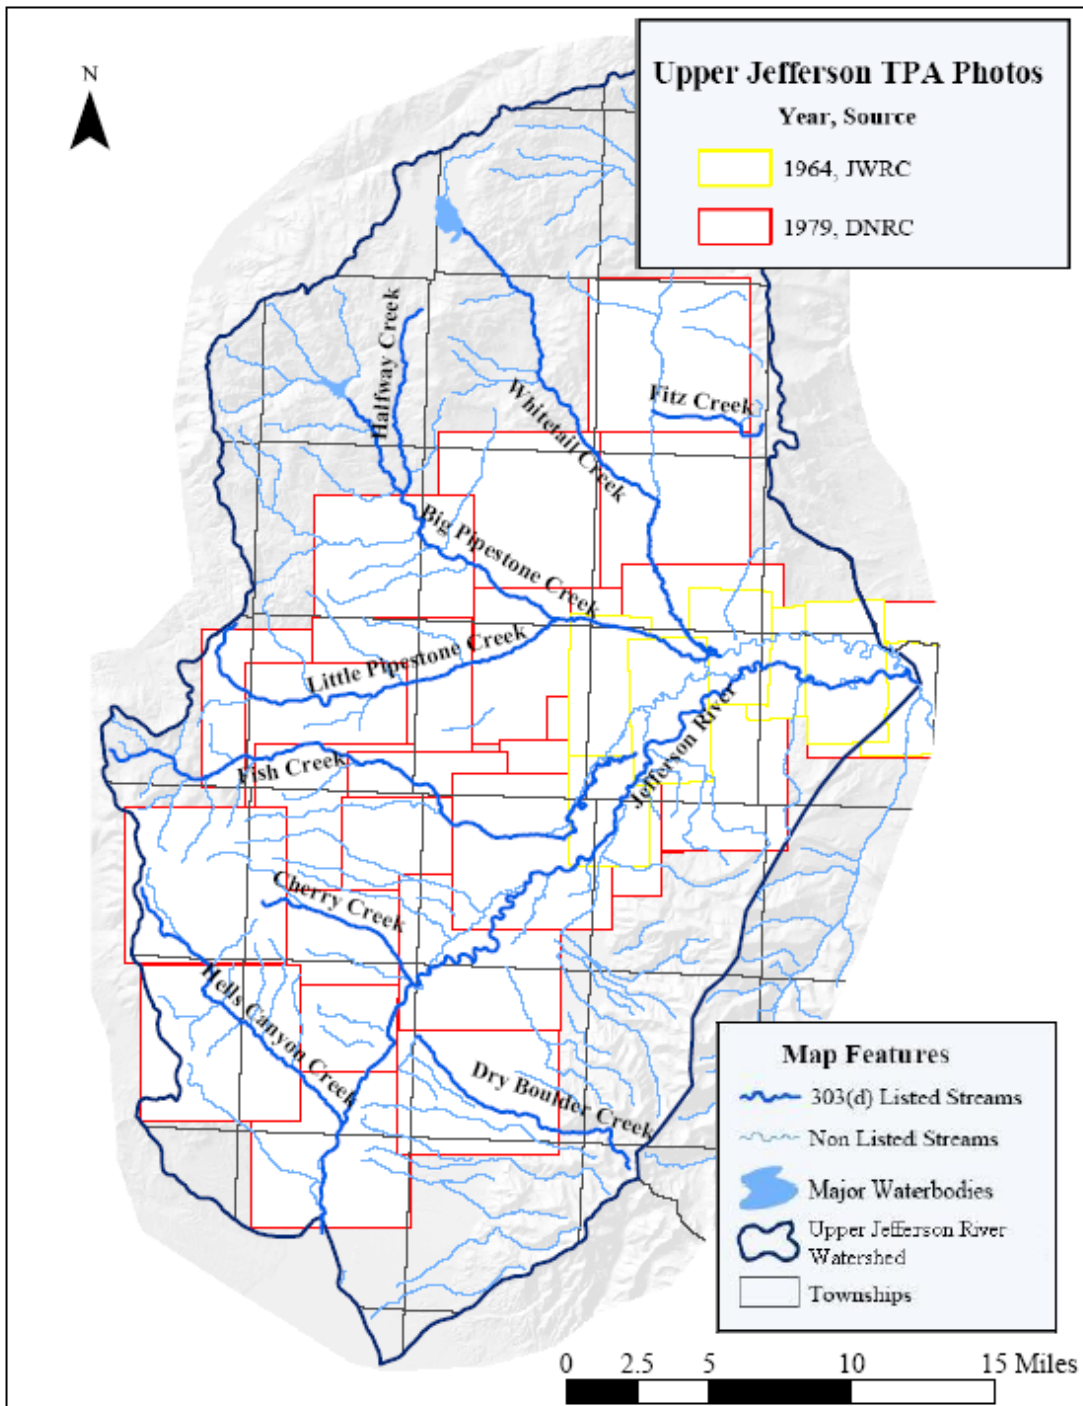 N
Upper Jefferson TPA Photos
Year, Source
1964, JWRC
1979, DNRC
Halfway Creek
Whitetail Creek
Fitz Creek
Big Pipestone Creek
Little Pipestone Creek
Jefferson River
Fish Creek
Cherry Creek
Hells Canyon Creek
Dry Boulder Creek
Map Features
303(d) Listed Streams
Non Listed Streams
Major Waterbodies
Upper Jefferson River
Watershed
Townships
0 2.5 5 10 15 Miles